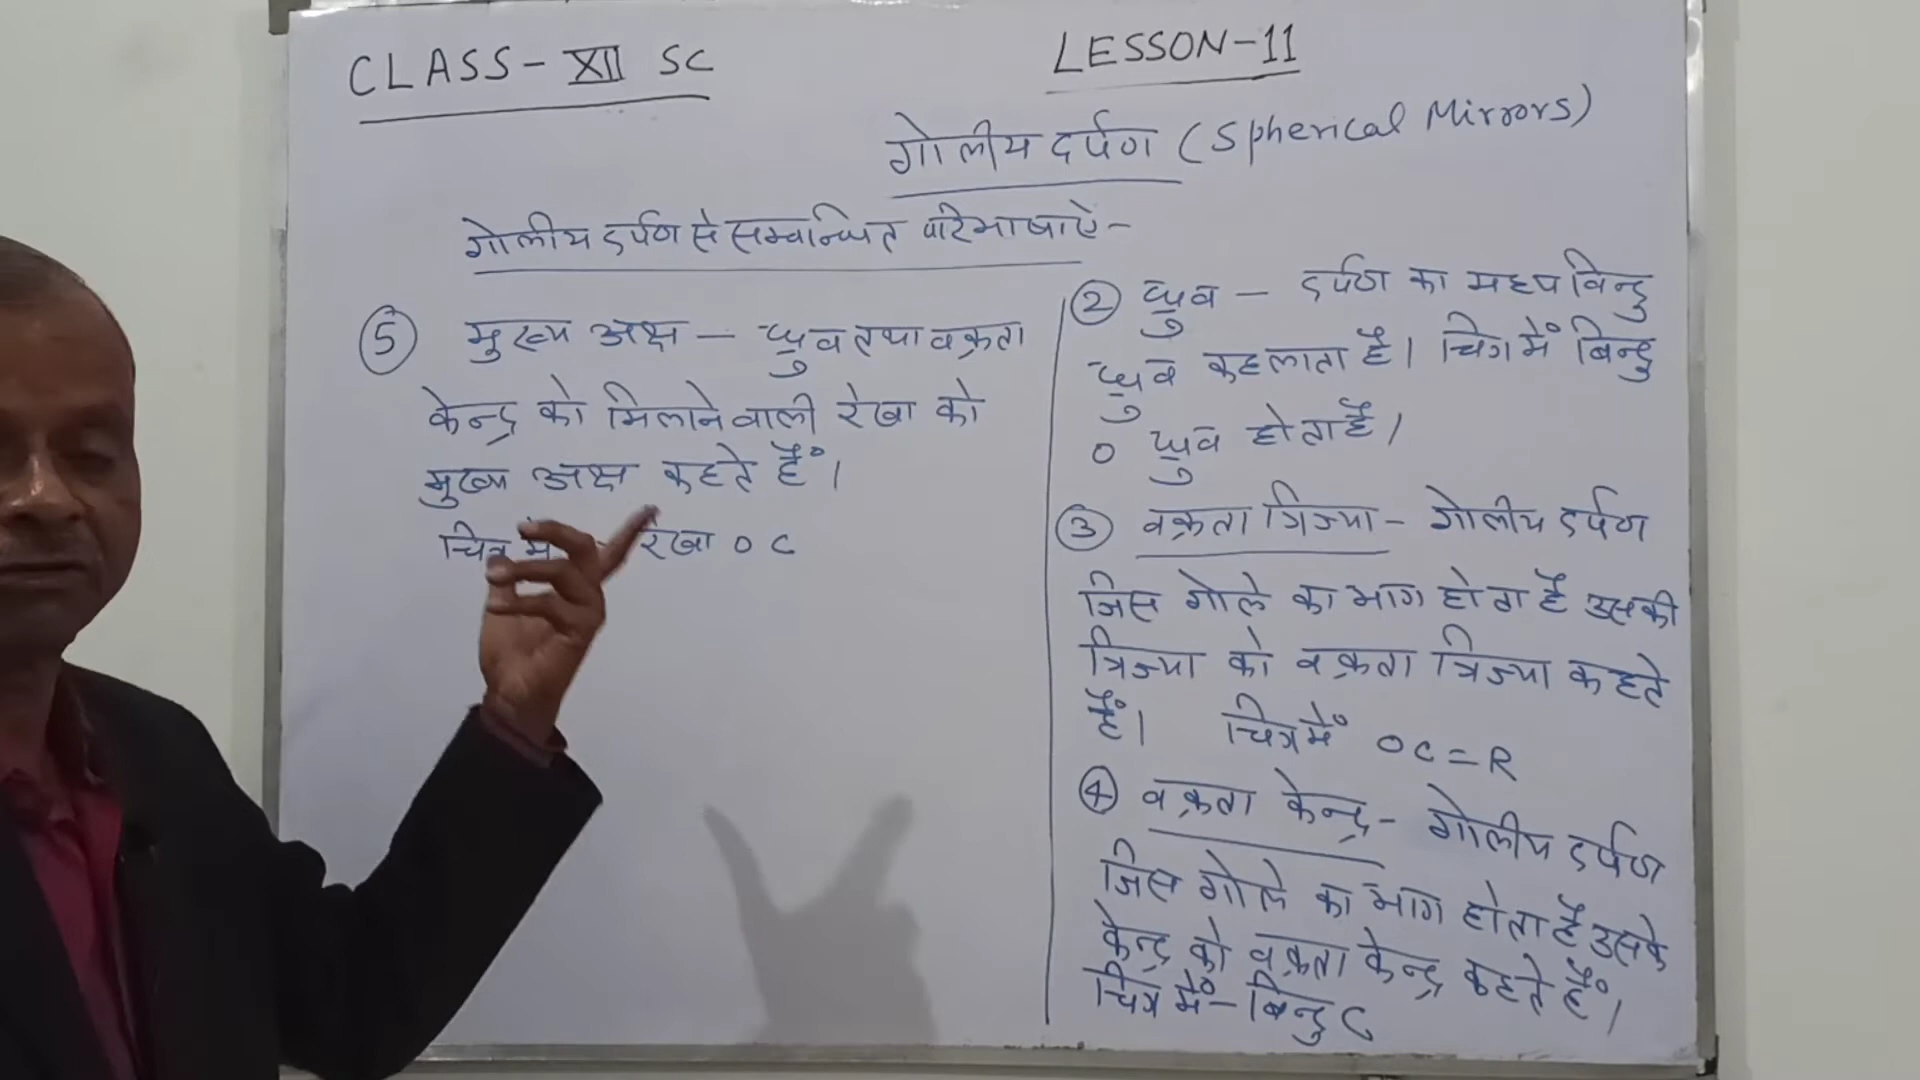 CLASS - XII SC
LESSON-11
गोलीय दर्पण (Spherical Mirrors)
गोलीय दर्पण से सम्बन्धित परिभाषाऐं-
⑤ मुख्य अक्ष – ध्रुव तथा वक्रता
केन्द्र को मिलाने वाली रेखा को
मुख्य अक्ष कहते हैं।
चित्र में - रेखा O C
② ध्रुव – दर्पण का मध्य बिन्दु
ध्रुव कहलाता है। चित्र में बिन्दु
O ध्रुव होता है।
③ वक्रता त्रिज्या – गोलीय दर्पण
जिस गोले का भाग होता है उसकी
त्रिज्या को वक्रता त्रिज्या कहते
हैं। चित्र में OC = R
④ वक्रता केन्द्र – गोलीय दर्पण
जिस गोले का भाग होता है उसके
केन्द्र को वक्रता केन्द्र कहते हैं।
चित्र में – बिन्दु C